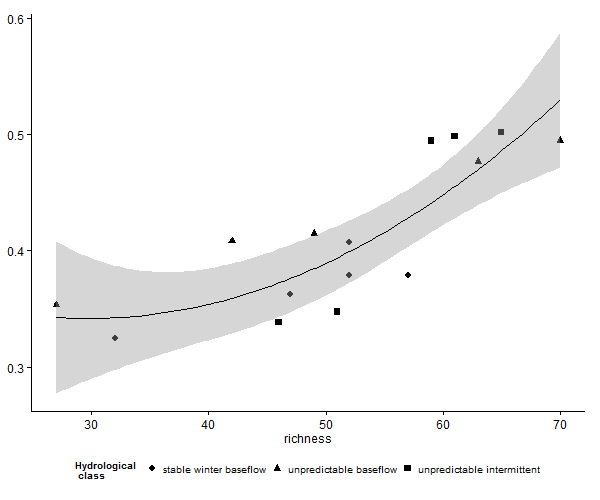 0.6
0.5
0.4
0.3
30 40 50 60 70
richness
Hydrological
class
stable winter baseflow unpredictable baseflow unpredictable intermittent